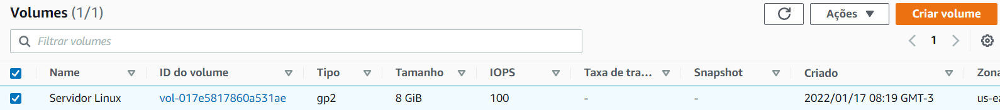 Volumes (1/1)
Ações
Criar volume
Filtrar volumes
1
Name ID do volume Tipo Tamanho IOPS Taxa de tra... Snapshot Criado Zona
Servidor Linux vol-017e5817860a531ae gp2 8 GiB 100 - - 2022/01/17 08:19 GMT-3 us-ea